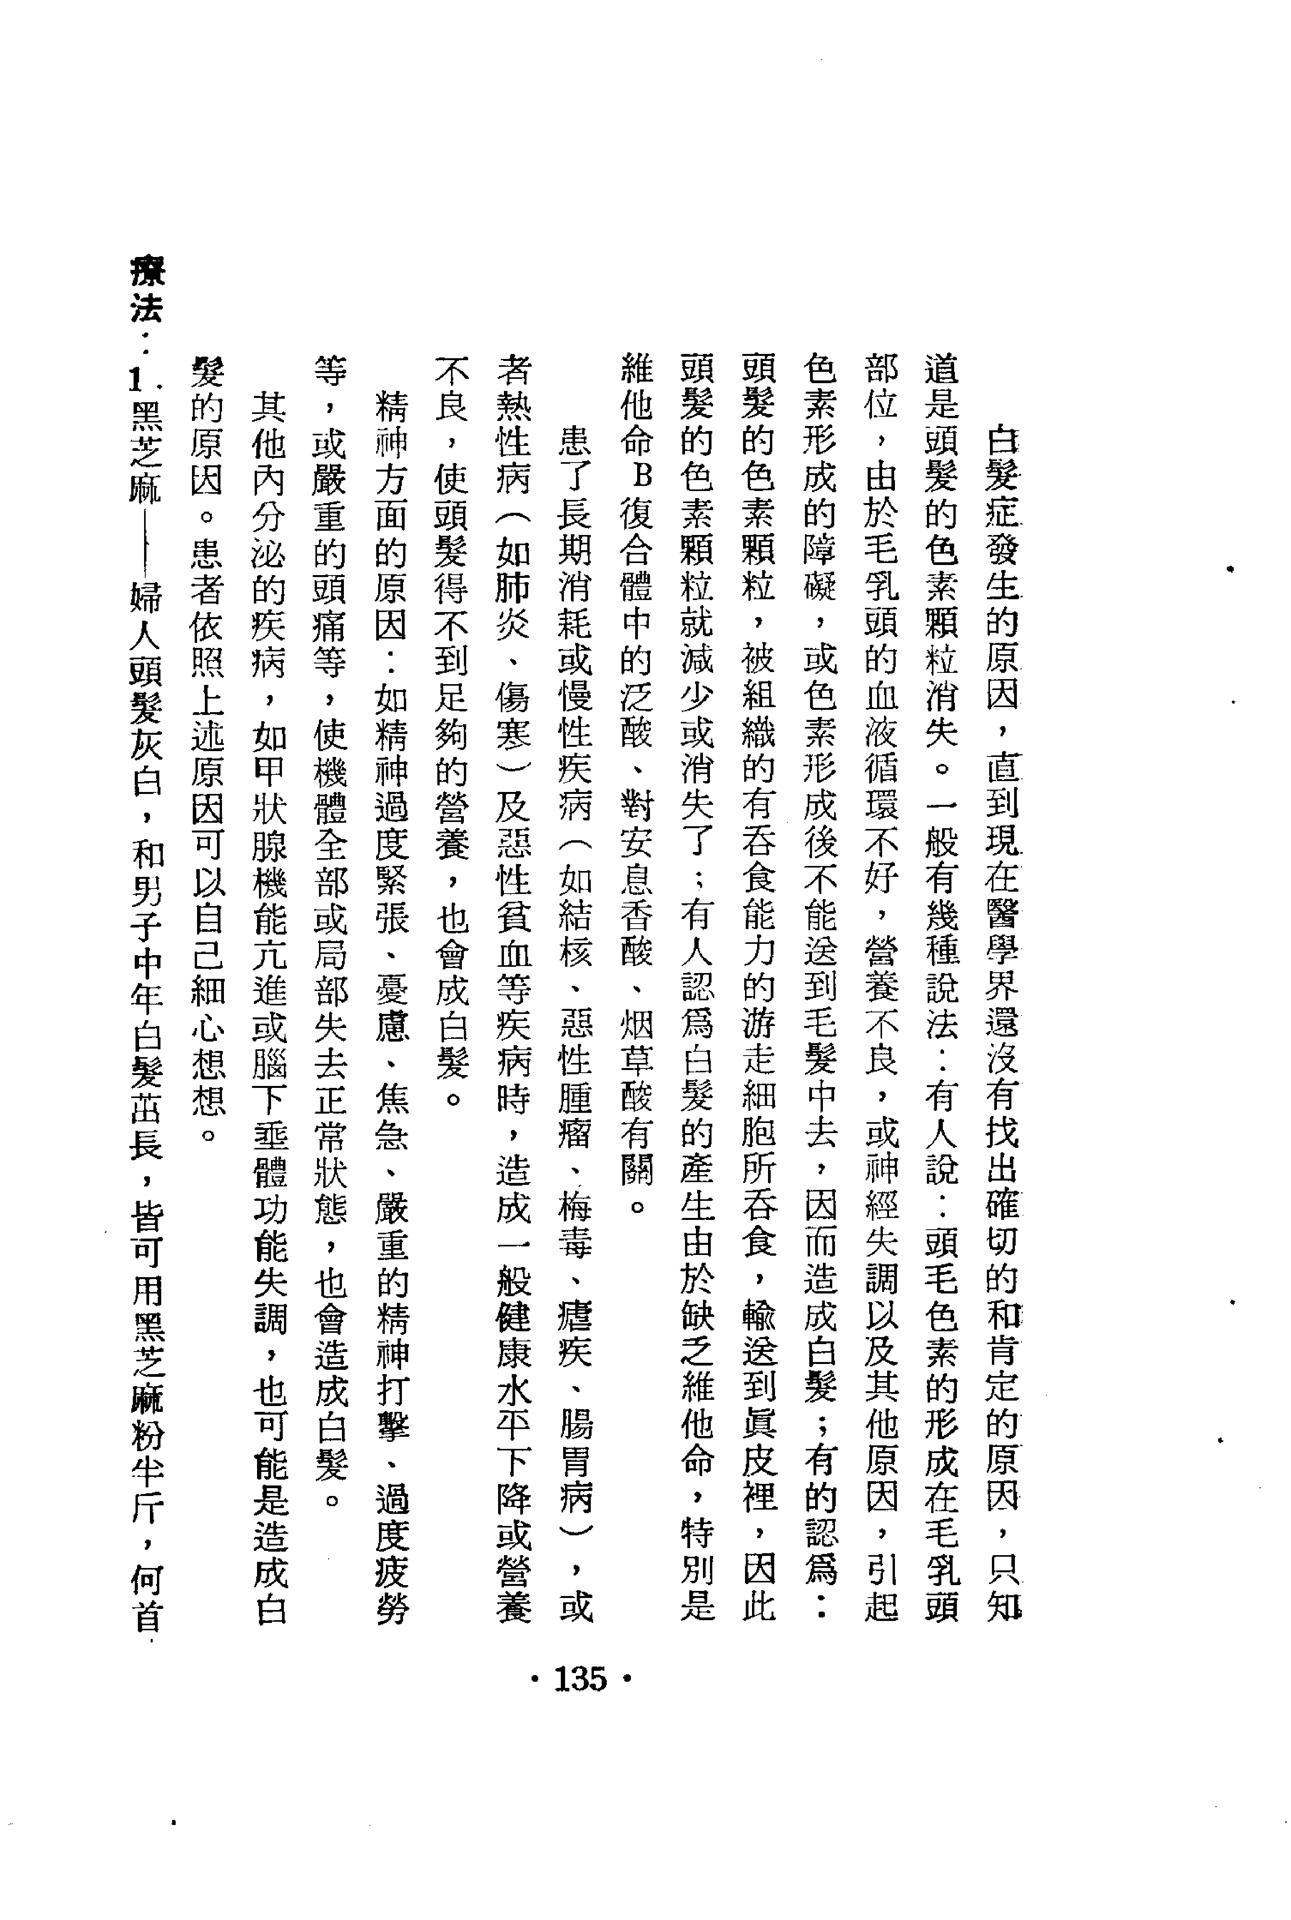 白髮症發生的原因，直到現在醫學界還沒有找出確切的和肯定的原因，只知
道是頭髮的色素顆粒消失。一般有幾種說法：有人說：頭毛色素的形成在毛乳頭
部位，由於毛乳頭的血液循環不好，營養不良，或神經失調以及其他原因，引起
色素形成的障礙，或色素形成後不能送到毛髮中去，因而造成白髮；有的認爲：
頭髮的色素顆粒，被組織的有吞食能力的游走細胞所吞食，輸送到眞皮裡，因此
頭髮的色素顆粒就減少或消失了；有人認爲白髮的產生由於缺乏維他命，特別是
維他命B復合體中的泛酸、對安息香酸、烟草酸有關。
患了長期消耗或慢性疾病（如結核、惡性腫瘤、梅毒、瘧疾、腸胃病），或
者熱性病（如肺炎、傷寒）及惡性貧血等疾病時，造成一般健康水平下降或營養
不良，使頭髮得不到足夠的營養，也會成白髮。
精神方面的原因：如精神過度緊張、憂慮、焦急、嚴重的精神打擊、過度疲勞
等，或嚴重的頭痛等，使機體全部或局部失去正常狀態，也會造成白髮。
其他內分泌的疾病，如甲狀腺機能亢進或腦下垂體功能失調，也可能是造成白
髮的原因。患者依照上述原因可以自己細心想想。
療法：1.黑芝麻——婦人頭髮灰白，和男子中年白髮茁長，皆可用黑芝麻粉半斤，何首
·135·